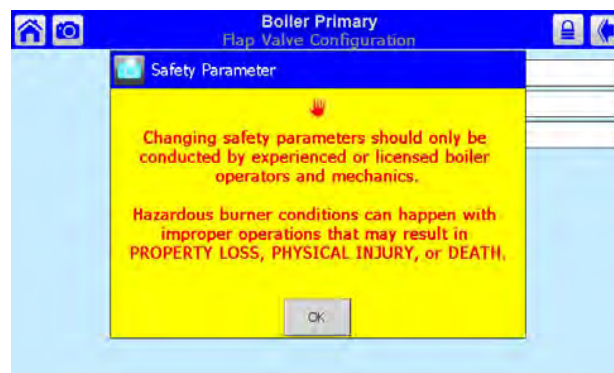 Boiler Primary
Flap Valve Configuration
Safety Parameter
Changing safety parameters should only be
conducted by experienced or licensed boiler
operators and mechanics.
Hazardous burner conditions can happen with
improper operations that may result in
PROPERTY LOSS, PHYSICAL INJURY, or DEATH.
OK